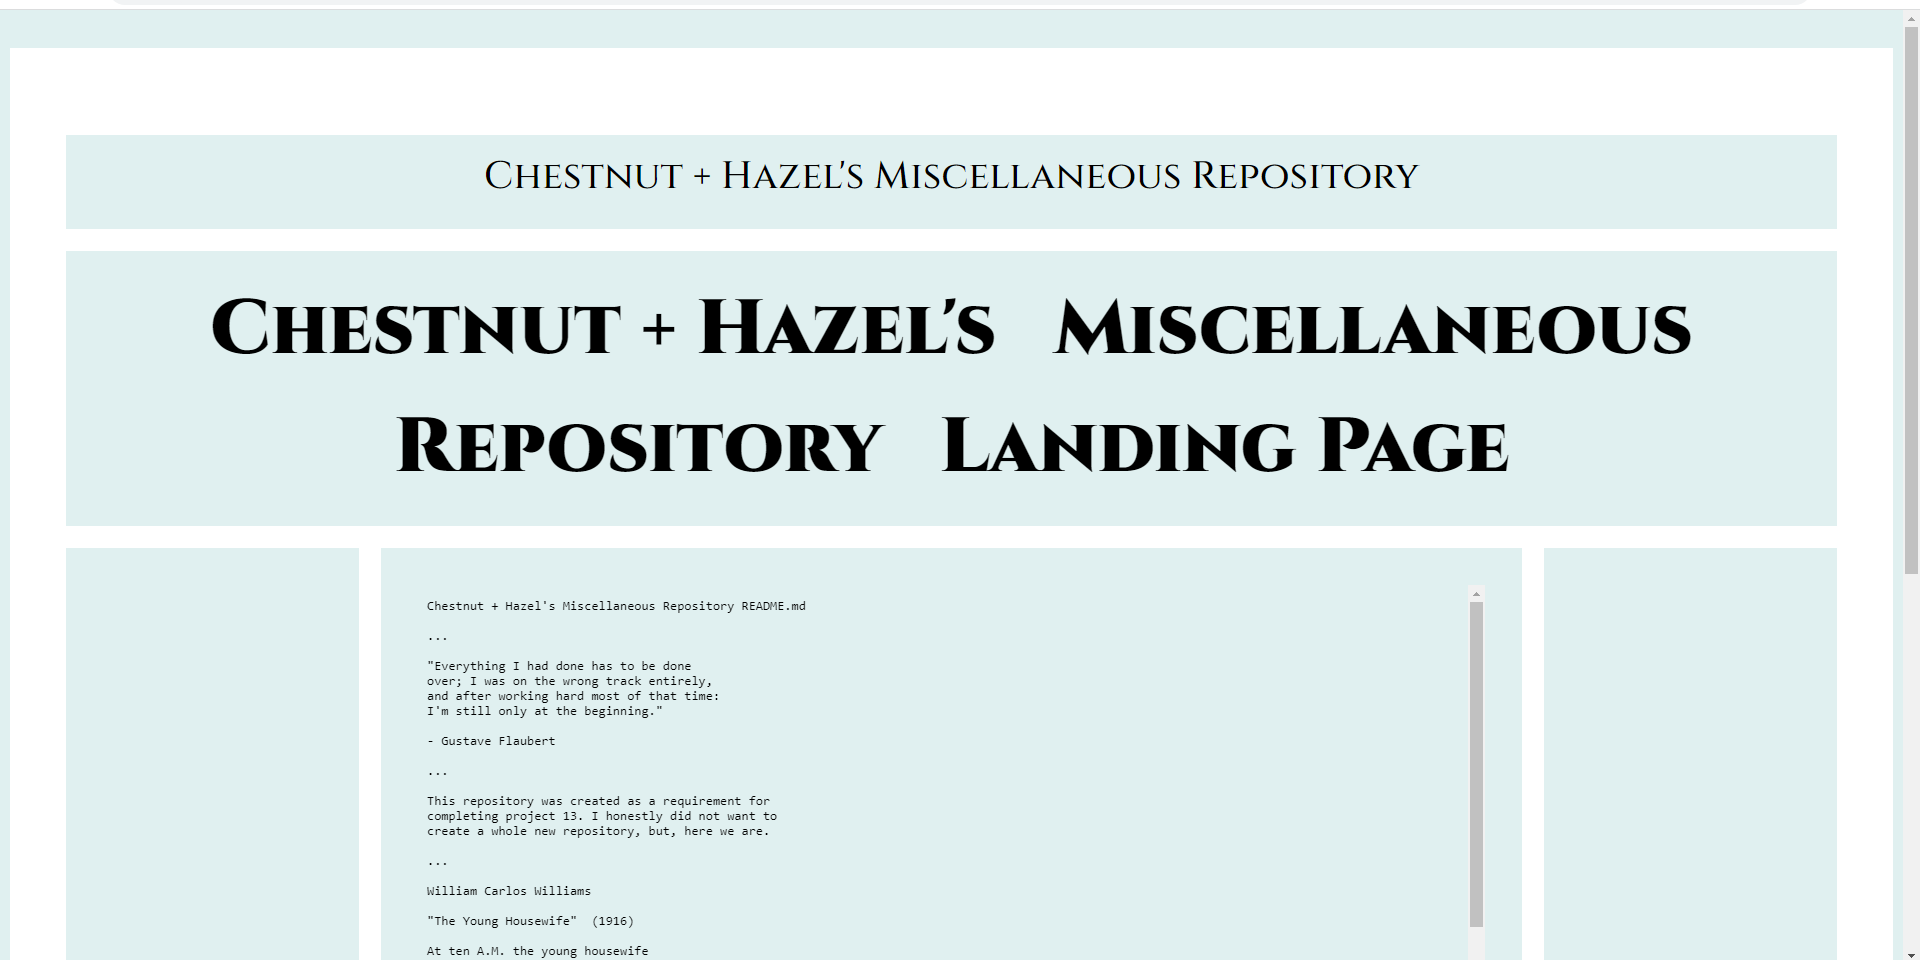 Chestnut + Hazel's Miscellaneous Repository
Chestnut + Hazel's Miscellaneous
Repository Landing Page
Chestnut + Hazel's Miscellaneous Repository README.md
...
"Everything I had done has to be done
over; I was on the wrong track entirely,
and after working hard most of that time:
I'm still only at the beginning."
- Gustave Flaubert
...
This repository was created as a requirement for
completing project 13. I honestly did not want to
create a whole new repository, but, here we are.
...
William Carlos Williams
"The Young Housewife"  (1916)
At ten A.M. the young housewife